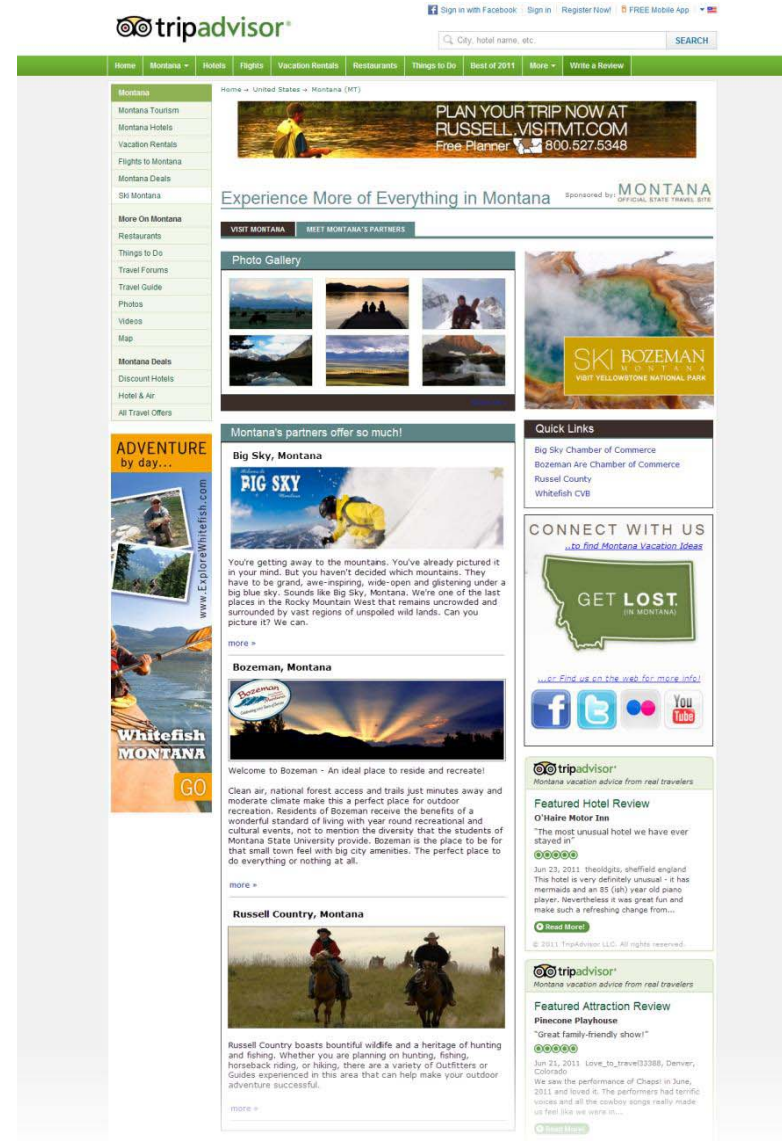 Sign in with Facebook Sign in Register Now! FREE Mobile App
tripadvisor
City, hotel name, etc. SEARCH
Home Montana Hotels Flights Vacation Rentals Restaurants Things to Do Best of 2011 More Write a Review
Montana
Montana Tourism
Montana Hotels
Vacation Rentals
Flights to Montana
Montana Deals
Ski Montana
More On Montana
Restaurants
Things to Do
Travel Forums
Travel Guide
Photos
Videos
Map
Montana Deals
Discount Hotels
Hotel & Air
All Travel Offers
ADVENTURE
by day...
www.ExploreWhitefish.com
Whitefish
MONTANA
GO
Home → United States → Montana (MT)
PLAN YOUR TRIP NOW AT
RUSSELL.VISITMT.COM
Free Planner 800.527.5348
Experience More of Everything in Montana
Sponsored by: MONTANA
OFFICIAL STATE TRAVEL SITE
VISIT MONTANA MEET MONTANA'S PARTNERS
Photo Gallery
Montana's partners offer so much!
Big Sky, Montana
BIG SKY
You're getting away to the mountains. You've already pictured it
in your mind. But you haven't decided which mountains. They
have to be grand, awe-inspiring, wide-open and glistening under a
big blue sky. Sounds like Big Sky, Montana. We're one of the last
places in the Rocky Mountain West that remains uncrowded and
surrounded by vast regions of unspoiled wild lands. Can you
picture it? We can.
more »
Bozeman, Montana
Bozeman
Welcome to Bozeman - An ideal place to reside and recreate!
Clean air, national forest access and trails just minutes away and
moderate climate make this a perfect place for outdoor
recreation. Residents of Bozeman receive the benefits of a
wonderful standard of living with year round recreational and
cultural events, not to mention the diversity that the students of
Montana State University provide. Bozeman is the place to be for
that small town feel with big city amenities. The perfect place to
do everything or nothing at all.
more »
Russell Country, Montana
Russell Country boasts bountiful wildlife and a heritage of hunting
and fishing. Whether you are planning on hunting, fishing,
horseback riding, or hiking, there are a variety of Outfitters or
Guides experienced in this area that can help make your outdoor
adventure successful.
more »
SKI BOZEMAN
MONTANA
VISIT YELLOWSTONE NATIONAL PARK
Quick Links
Big Sky Chamber of Commerce
Bozeman Are Chamber of Commerce
Russel County
Whitefish CVB
CONNECT WITH US
...to find Montana Vacation Ideas
GET LOST.
(IN MONTANA)
...or Find us on the web for more info!
You
Tube
tripadvisor
Montana vacation advice from real travelers
Featured Hotel Review
O'Haire Motor Inn
"The most unusual hotel we have ever
stayed in"
Jun 23, 2011 theoldgits, sheffield england
This hotel is very definitely unusual - it has
mermaids and an 85 (ish) year old piano
player. Nevertheless it was great fun and
make such a refreshing change from...
Read More!
© 2011 TripAdvisor LLC. All rights reserved.
tripadvisor
Montana vacation advice from real travelers
Featured Attraction Review
Pinecone Playhouse
"Great family-friendly show!"
Jun 21, 2011 Love_to_travel33388, Denver,
Colorado
We saw the performance of Chaps! in June,
2011 and loved it. The performers had terrific
voices and all the cowboy songs really made
us feel like we were in...
Read More!